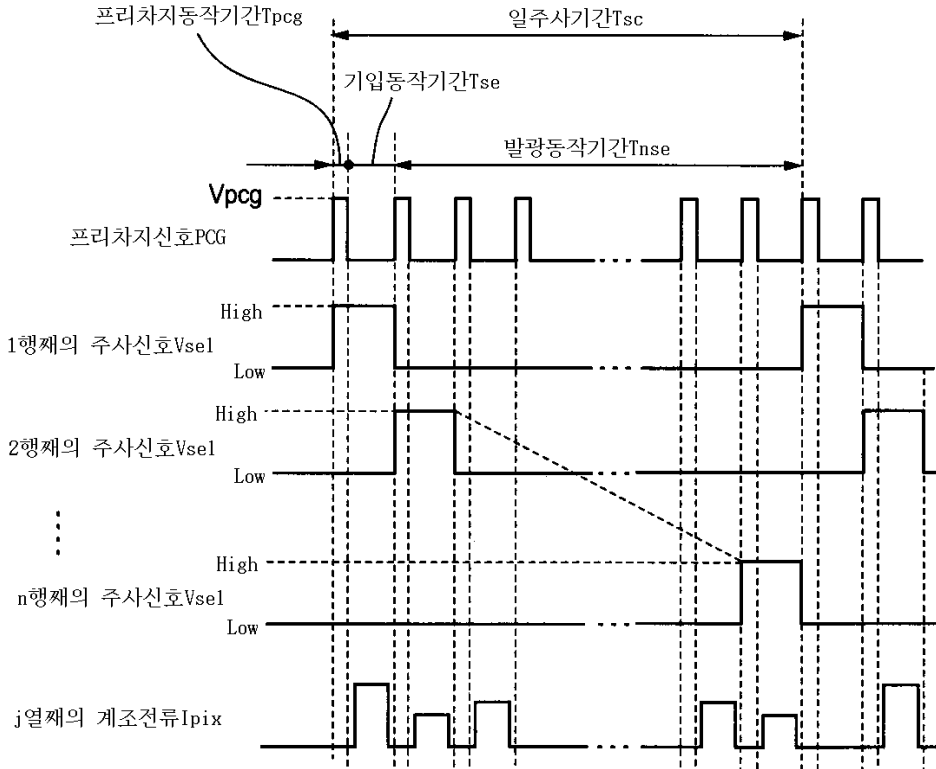 프리차지동작기간Tpcg
일주사기간Tsc
기입동작기간Tse
발광동작기간Tnse
Vpcg
프리차지신호PCG
High
1행째의 주사신호Vsel
Low
High
2행째의 주사신호Vsel
Low
High
n행째의 주사신호Vsel
Low
j열째의 계조전류Ipix